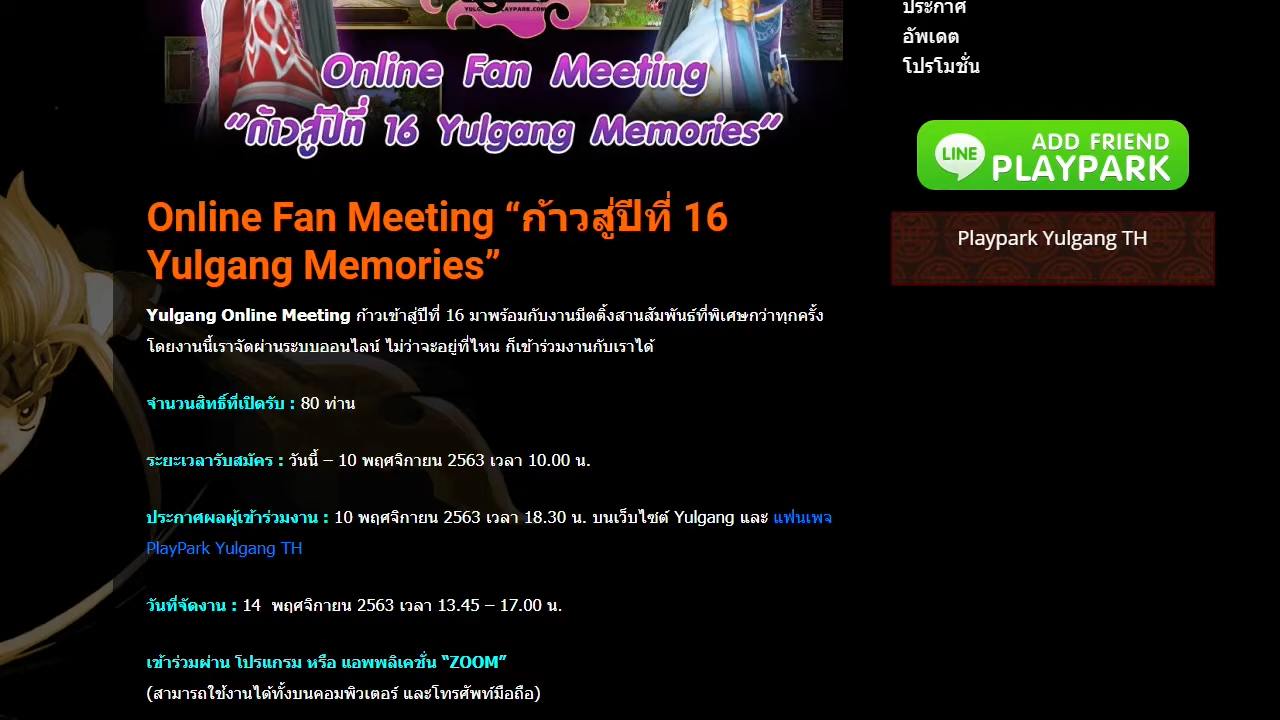 YULGANG.PLAYPARK.COM
Online Fan Meeting
“ก้าวสู่ปีที่ 16 Yulgang Memories”
Online Fan Meeting “ก้าวสู่ปีที่ 16
Yulgang Memories”
Yulgang Online Meeting ก้าวเข้าสู่ปีที่ 16 มาพร้อมกับงานมีตติ้งสานสัมพันธ์ที่พิเศษกว่าทุกครั้ง
โดยงานนี้เราจัดผ่านระบบออนไลน์ ไม่ว่าจะอยู่ที่ไหน ก็เข้าร่วมงานกับเราได้
จำนวนสิทธิ์ที่เปิดรับ : 80 ท่าน
ระยะเวลารับสมัคร : วันนี้ – 10 พฤศจิกายน 2563 เวลา 10.00 น.
ประกาศผลผู้เข้าร่วมงาน : 10 พฤศจิกายน 2563 เวลา 18.30 น. บนเว็บไซต์ Yulgang และ แฟนเพจ
PlayPark Yulgang TH
วันที่จัดงาน : 14 พฤศจิกายน 2563 เวลา 13.45 – 17.00 น.
เข้าร่วมผ่าน โปรแกรม หรือ แอพพลิเคชั่น “ZOOM”
(สามารถใช้งานได้ทั้งบนคอมพิวเตอร์ และโทรศัพท์มือถือ)
ประกาศ
อัพเดต
โปรโมชั่น
LINE ADD FRIEND
PLAYPARK
Playpark Yulgang TH